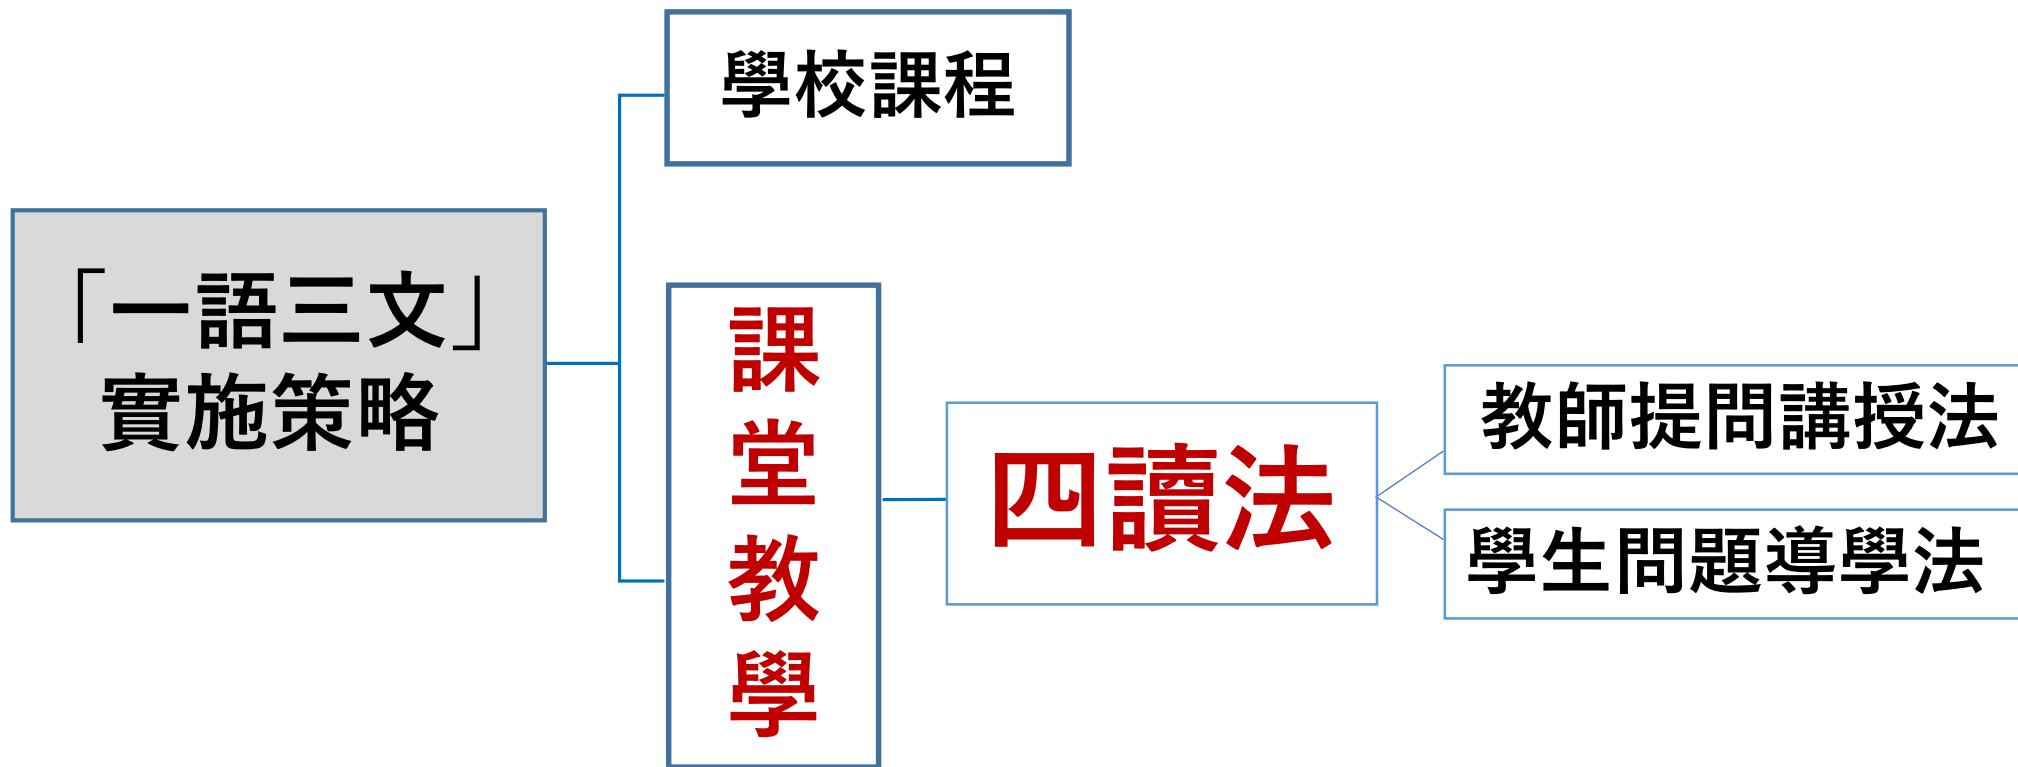 學校課程
「一語三文」
實施策略
課堂教學
四讀法
教師提問講授法
學生問題導學法